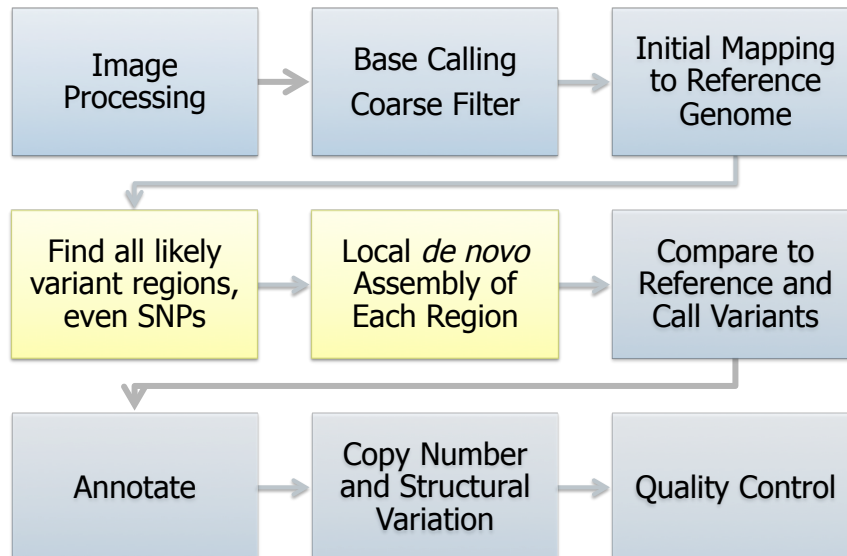 Image
Processing
Base Calling
Coarse Filter
Initial Mapping
to Reference
Genome
Find all likely
variant regions,
even SNPs
Local de novo
Assembly of
Each Region
Compare to
Reference and
Call Variants
Annotate
Copy Number
and Structural
Variation
Quality Control